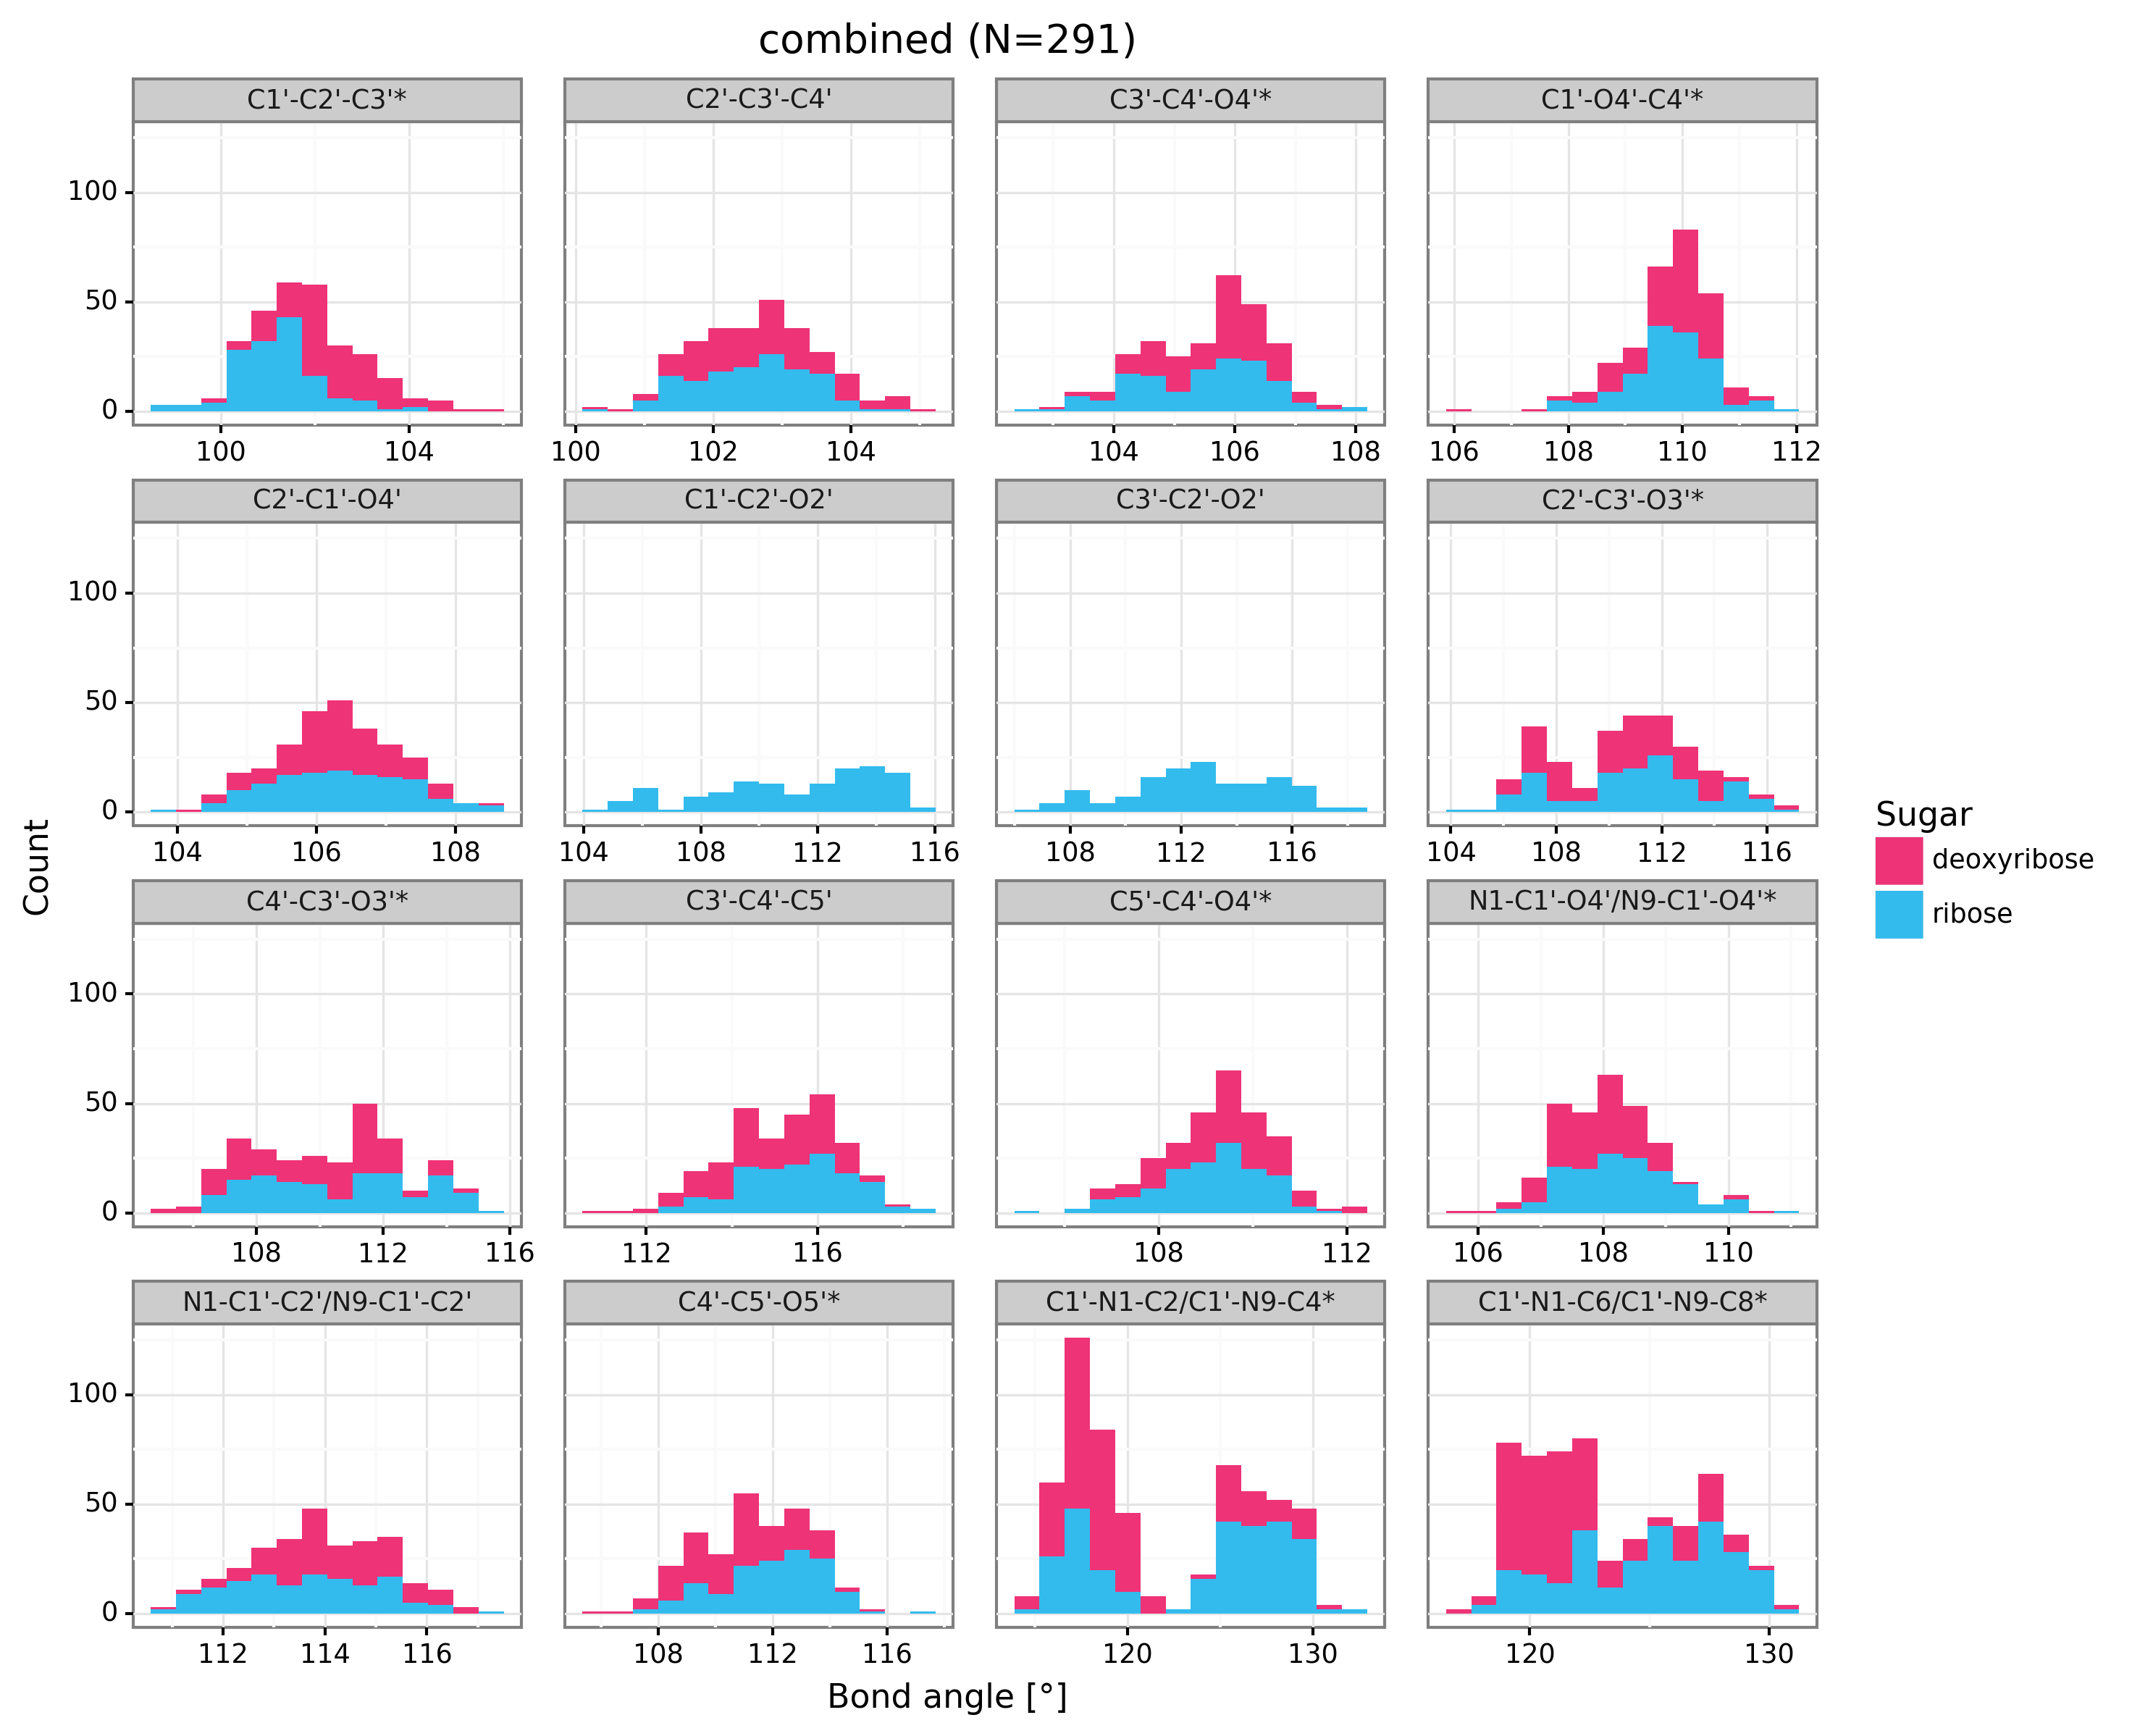 combined (N=291)
C1'-C2'-C3'*
C2'-C3'-C4'
C3'-C4'-O4'*
C1'-O4'-C4'*
100
50
0
100 104
100 102 104
104 106 108
106 108 110 112
C2'-C1'-O4'
C1'-C2'-O2'
C3'-C2'-O2'
C2'-C3'-O3'*
100
50
0
104 106 108
104 108 112 116
108 112 116
104 108 112 116
C4'-C3'-O3'*
C3'-C4'-C5'
C5'-C4'-O4'*
N1-C1'-O4'/N9-C1'-O4'*
100
50
0
108 112 116
112 116
108 112
106 108 110
N1-C1'-C2'/N9-C1'-C2'
C4'-C5'-O5'*
C1'-N1-C2/C1'-N9-C4*
C1'-N1-C6/C1'-N9-C8*
100
50
0
112 114 116
108 112 116
120 130
120 130
Count
Bond angle [°]
Sugar
deoxyribose
ribose